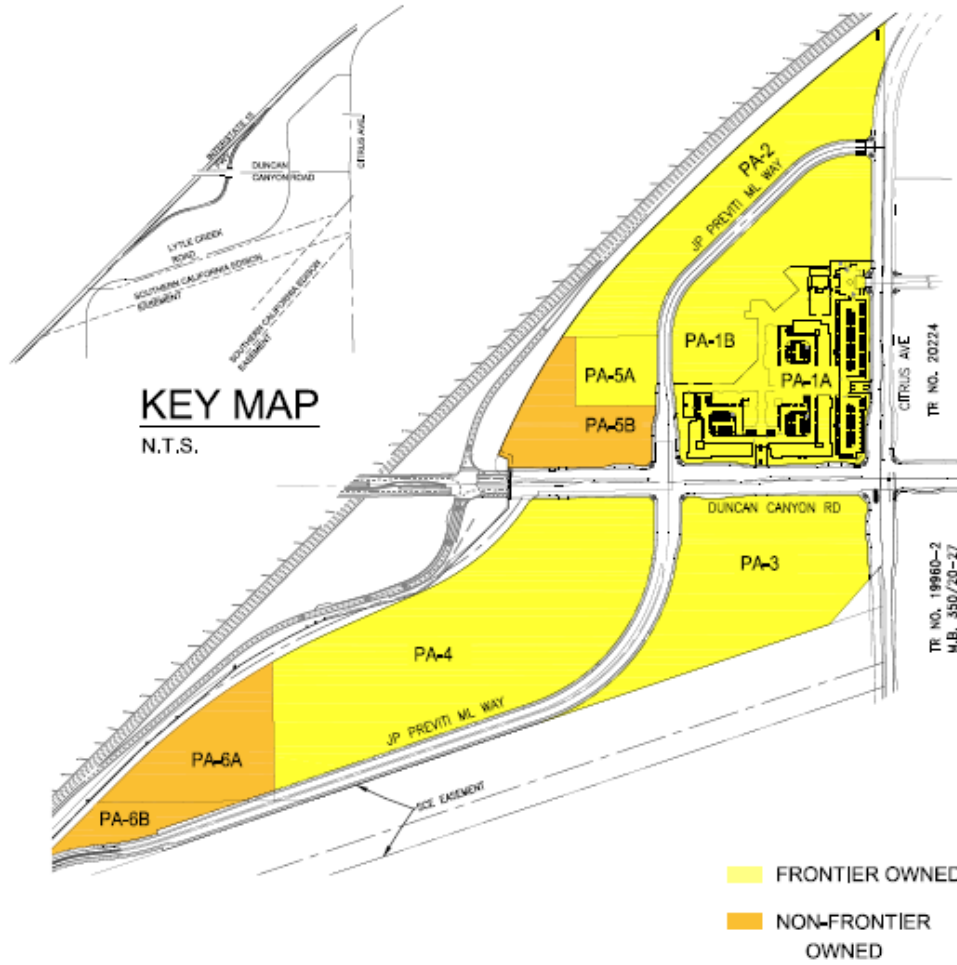 INTERSTATE 15
DUNCAN
CANYON ROAD
CITRUS AVE
LYTLE CREEK
ROAD
SOUTHERN CALIFORNIA EDISON
EASEMENT
SOUTHERN CALIFORNIA EDISON
EASEMENT
KEY MAP
N.T.S.
PA-2
JP PREVITI ML WAY
PA-1B
PA-1A
PA-5A
PA-5B
CITRUS AVE
TR NO. 20224
DUNCAN CANYON RD
PA-3
TR NO. 19960-2
M.B. 350/20-27
PA-4
JP PREVITI ML WAY
PA-6A
PA-6B
SCE EASEMENT
FRONTIER OWNED
NON-FRONTIER
OWNED